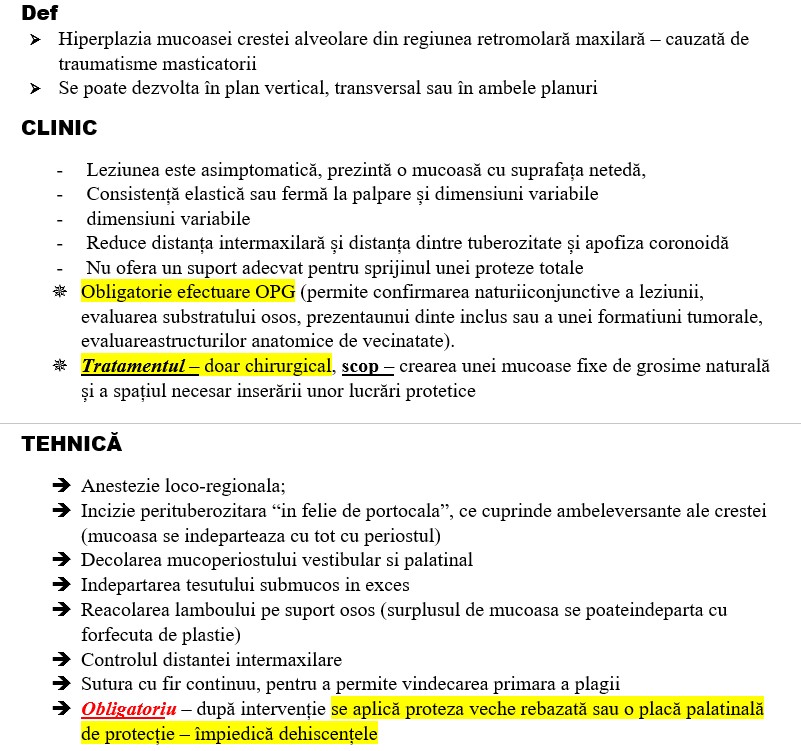 Def
➢ Hiperplazia mucoasei crestei alveolare din regiunea retromolară maxilară – cauzată de
traumatisme masticatorii
➢ Se poate dezvolta în plan vertical, transversal sau în ambele planuri
CLINIC
- Leziunea este asimptomatică, prezintă o mucoasă cu suprafața netedă,
- Consistență elastică sau fermă la palpare și dimensiuni variabile
- dimensiuni variabile
- Reduce distanța intermaxilară și distanța dintre tuberozitate și apofiza coronoidă
- Nu ofera un suport adecvat pentru sprijinul unei proteze totale
✵ Obligatorie efectuare OPG (permite confirmarea naturiiconjunctive a leziunii,
evaluarea substratului osos, prezentaunui dinte inclus sau a unei formatiuni tumorale,
evaluareastructurilor anatomice de vecinatate).
✵ Tratamentul – doar chirurgical, scop – crearea unei mucoase fixe de grosime naturală
și a spațiul necesar inserării unor lucrări protetice
TEHNICĂ
➔ Anestezie loco-regionala;
➔ Incizie perituberozitara “in felie de portocala”, ce cuprinde ambeleversante ale crestei
(mucoasa se indeparteaza cu tot cu periostul)
➔ Decolarea mucoperiostului vestibular si palatinal
➔ Indepartarea tesutului submucos in exces
➔ Reacolarea lamboului pe suport osos (surplusul de mucoasa se poateindeparta cu
forfecuta de plastie)
➔ Controlul distantei intermaxilare
➔ Sutura cu fir continuu, pentru a permite vindecarea primara a plagii
➔ Obligatoriu – după intervenție se aplică proteza veche rebazată sau o placă palatinală
de protecție – împiedică dehiscențele